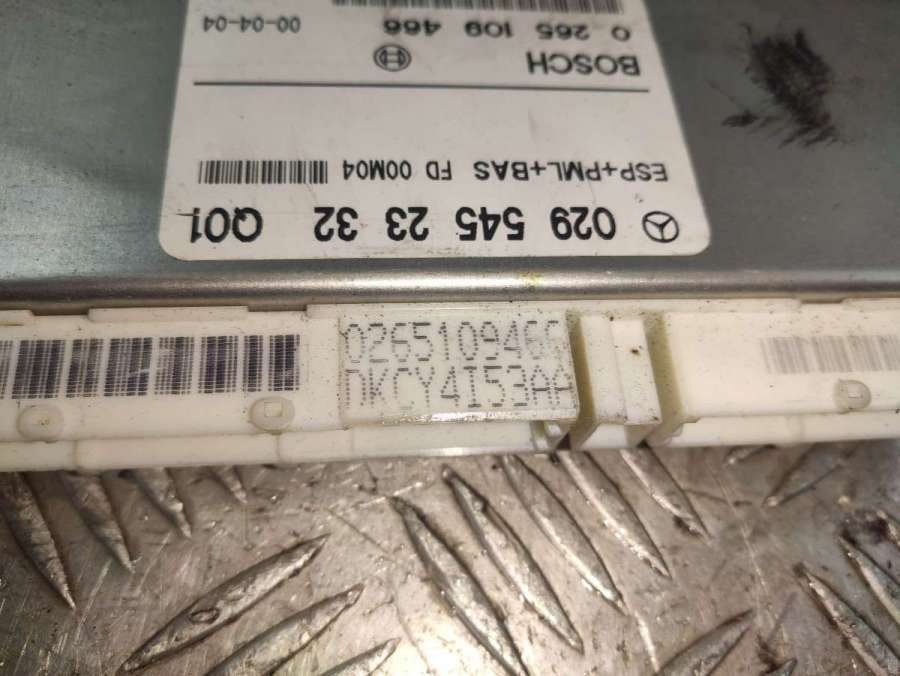 029 545 23 32 Q01
ESP+PML+BAS FD 00M04
BOSCH
0 265 109 466 00-04-04
0265109466
DKCY4I53AA